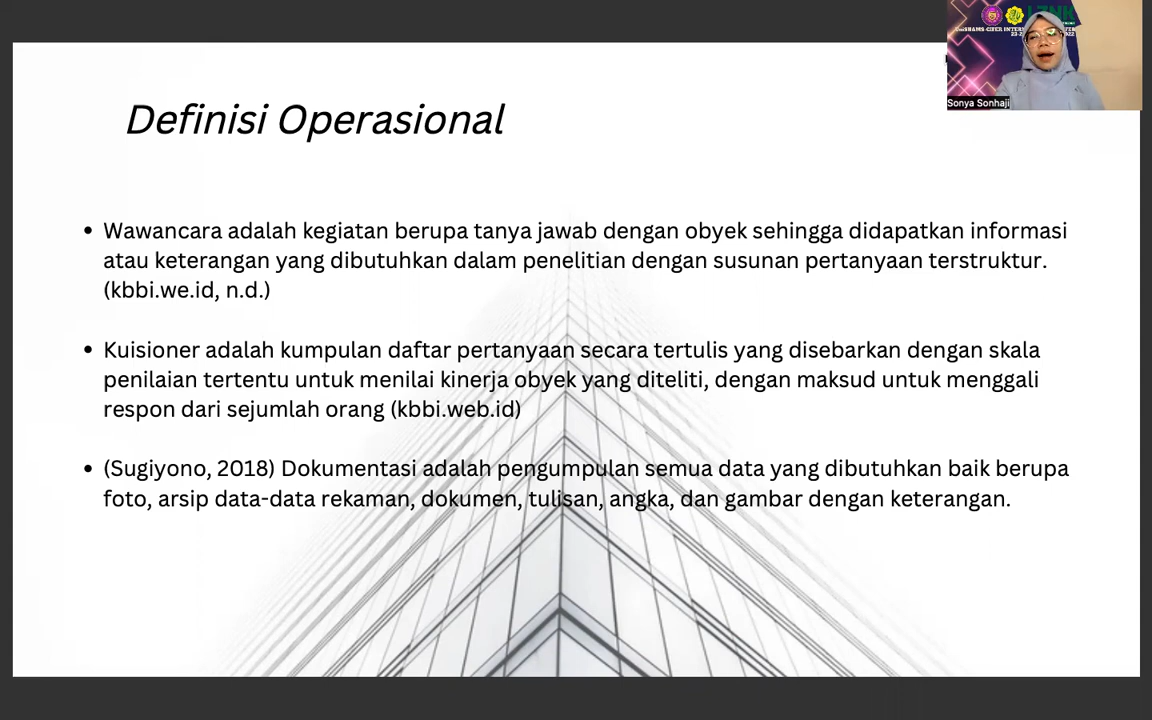 Definisi Operasional
Wawancara adalah kegiatan berupa tanya jawab dengan obyek sehingga didapatkan informasi
atau keterangan yang dibutuhkan dalam penelitian dengan susunan pertanyaan terstruktur.
(kbbi.we.id, n.d.)
Kuisioner adalah kumpulan daftar pertanyaan secara tertulis yang disebarkan dengan skala
penilaian tertentu untuk menilai kinerja obyek yang diteliti, dengan maksud untuk menggali
respon dari sejumlah orang (kbbi.web.id)
(Sugiyono, 2018) Dokumentasi adalah pengumpulan semua data yang dibutuhkan baik berupa
foto, arsip data-data rekaman, dokumen, tulisan, angka, dan gambar dengan keterangan.
Sonya Sonhaji